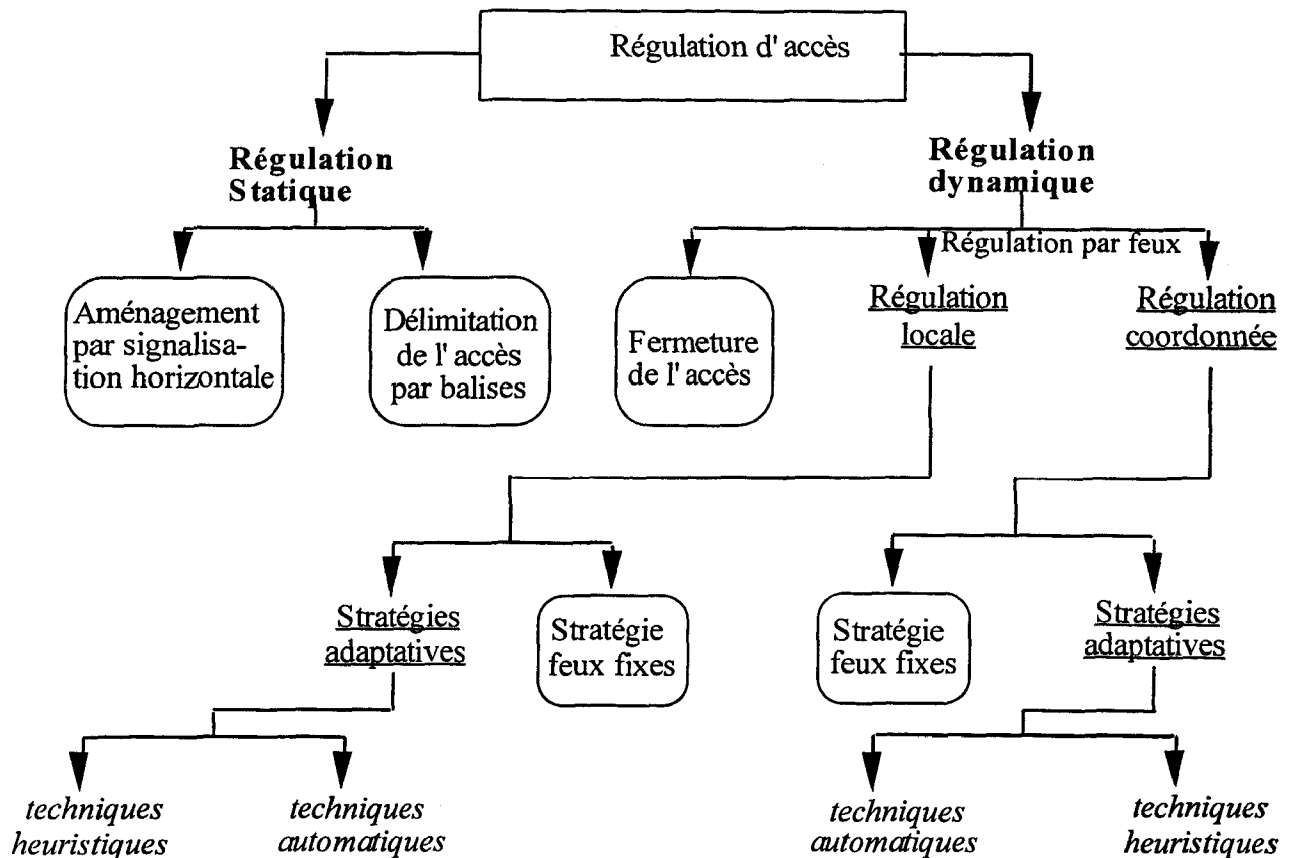 Régulation d'accès
Régulation
Statique
Régulation
dynamique
Régulation par feux
Aménagement
par signalisa-
tion horizontale
Délimitation
de l'accès
par balises
Fermeture
de l'accès
Régulation
locale
Régulation
coordonnée
Stratégies
adaptatives
Stratégie
feux fixes
Stratégie
feux fixes
Stratégies
adaptatives
techniques
heuristiques
techniques
automatiques
techniques
automatiques
techniques
heuristiques